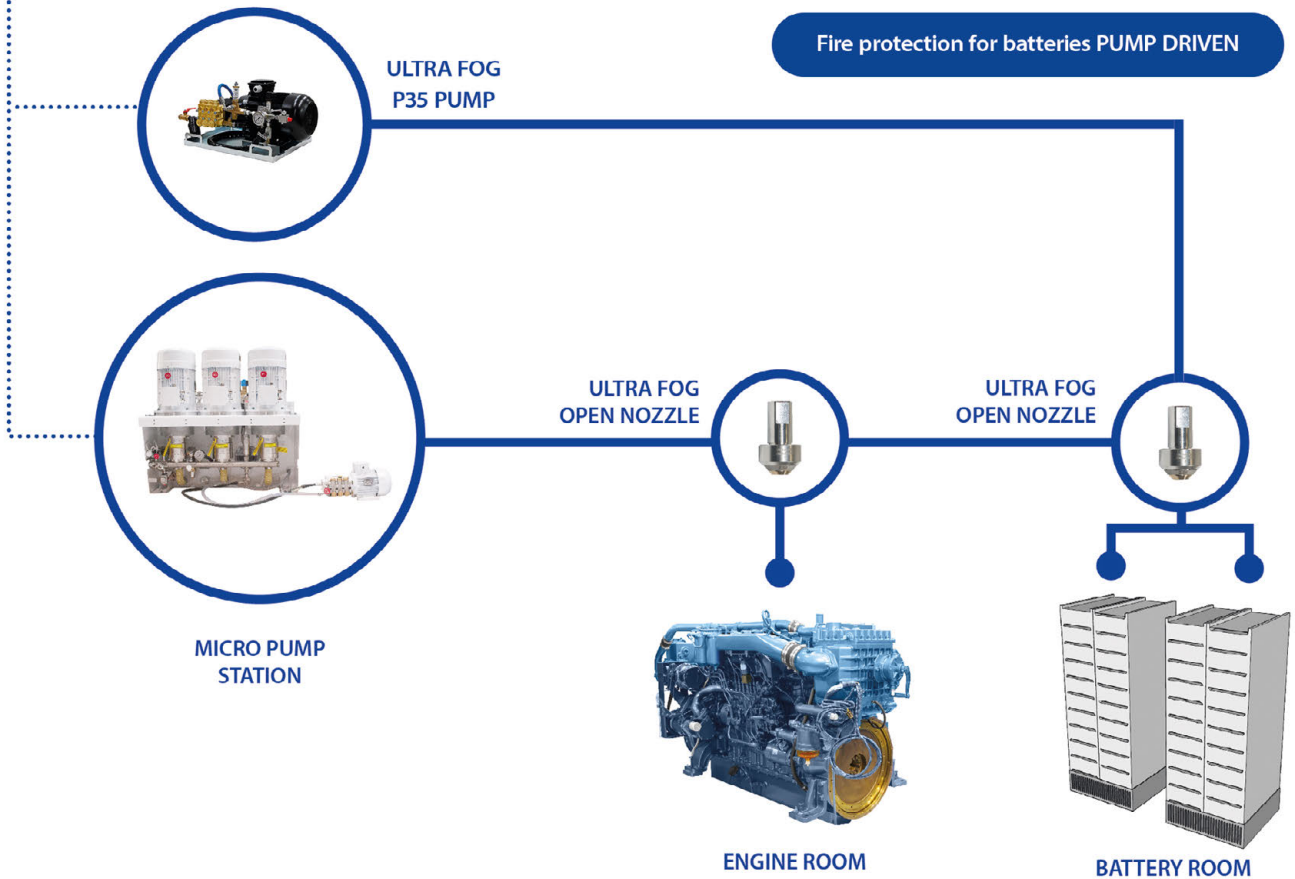 Fire protection for batteries PUMP DRIVEN
ULTRA FOG
P35 PUMP
ULTRA FOG
OPEN NOZZLE
ULTRA FOG
OPEN NOZZLE
MICRO PUMP
STATION
ENGINE ROOM
BATTERY ROOM